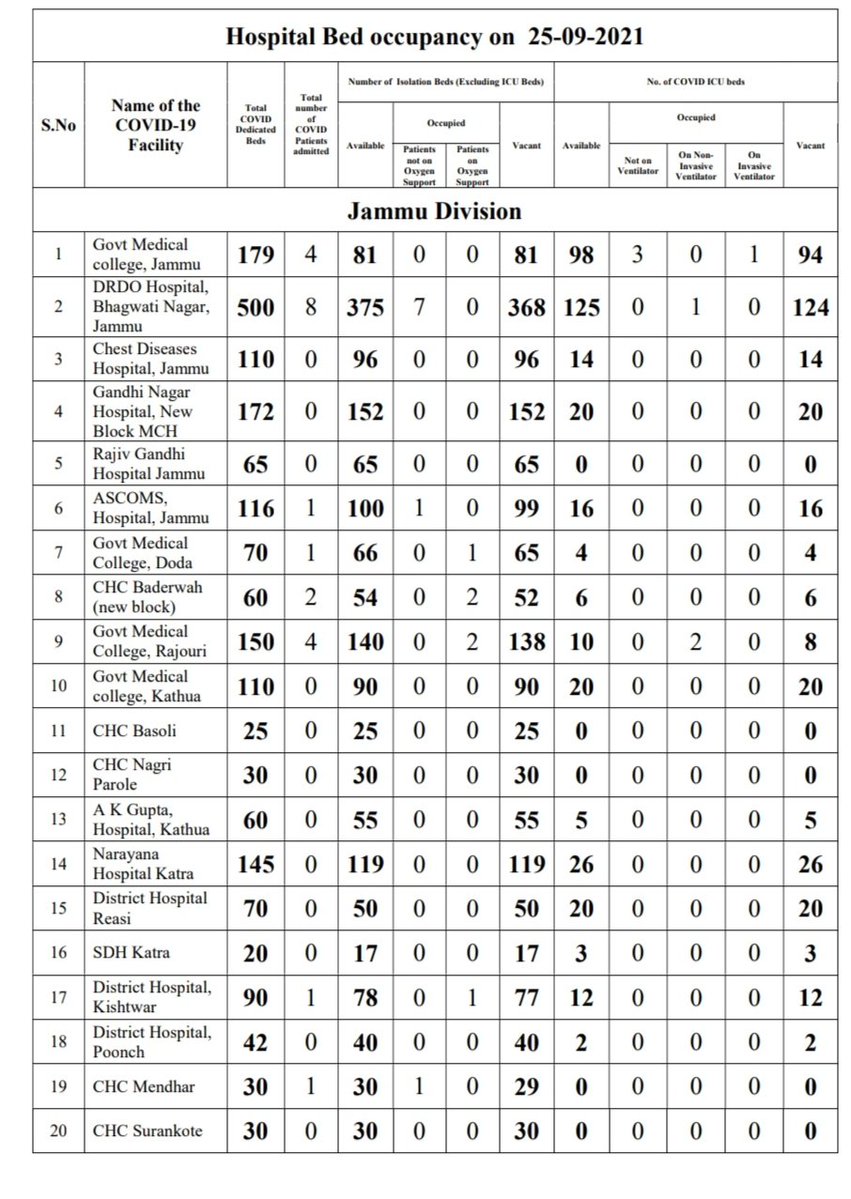 Hospital Bed occupancy on 25-09-2021
S.No
Name of the
COVID-19
Facility
Total
COVID
Dedicated
Beds
Total
number
of
COVID
Patients
admitted
Number of Isolation Beds (Excluding ICU Beds)
No. of COVID ICU beds
Available
Occupied
Patients
not on
Oxygen
Support
Patients
on
Oxygen
Support
Vacant
Available
Occupied
Not on
Ventilator
On Non-
Invasive
Ventilator
On
Invasive
Ventilator
Vacant
Jammu Division
1 Govt Medical
college, Jammu 179 4 81 0 0 81 98 3 0 1 94
2 DRDO Hospital,
Bhagwati Nagar,
Jammu 500 8 375 7 0 368 125 0 1 0 124
3 Chest Diseases
Hospital, Jammu 110 0 96 0 0 96 14 0 0 0 14
4 Gandhi Nagar
Hospital, New
Block MCH 172 0 152 0 0 152 20 0 0 0 20
5 Rajiv Gandhi
Hospital Jammu 65 0 65 0 0 65 0 0 0 0 0
6 ASCOMS,
Hospital, Jammu 116 1 100 1 0 99 16 0 0 0 16
7 Govt Medical
College, Doda 70 1 66 0 1 65 4 0 0 0 4
8 CHC Baderwah
(new block) 60 2 54 0 2 52 6 0 0 0 6
9 Govt Medical
College, Rajouri 150 4 140 0 2 138 10 0 2 0 8
10 Govt Medical
college, Kathua 110 0 90 0 0 90 20 0 0 0 20
11 CHC Basoli 25 0 25 0 0 25 0 0 0 0 0
12 CHC Nagri
Parole 30 0 30 0 0 30 0 0 0 0 0
13 A K Gupta,
Hospital, Kathua 60 0 55 0 0 55 5 0 0 0 5
14 Narayana
Hospital Katra 145 0 119 0 0 119 26 0 0 0 26
15 District Hospital
Reasi 70 0 50 0 0 50 20 0 0 0 20
16 SDH Katra 20 0 17 0 0 17 3 0 0 0 3
17 District Hospital,
Kishtwar 90 1 78 0 1 77 12 0 0 0 12
18 District Hospital,
Poonch 42 0 40 0 0 40 2 0 0 0 2
19 CHC Mendhar 30 1 30 1 0 29 0 0 0 0 0
20 CHC Surankote 30 0 30 0 0 30 0 0 0 0 0